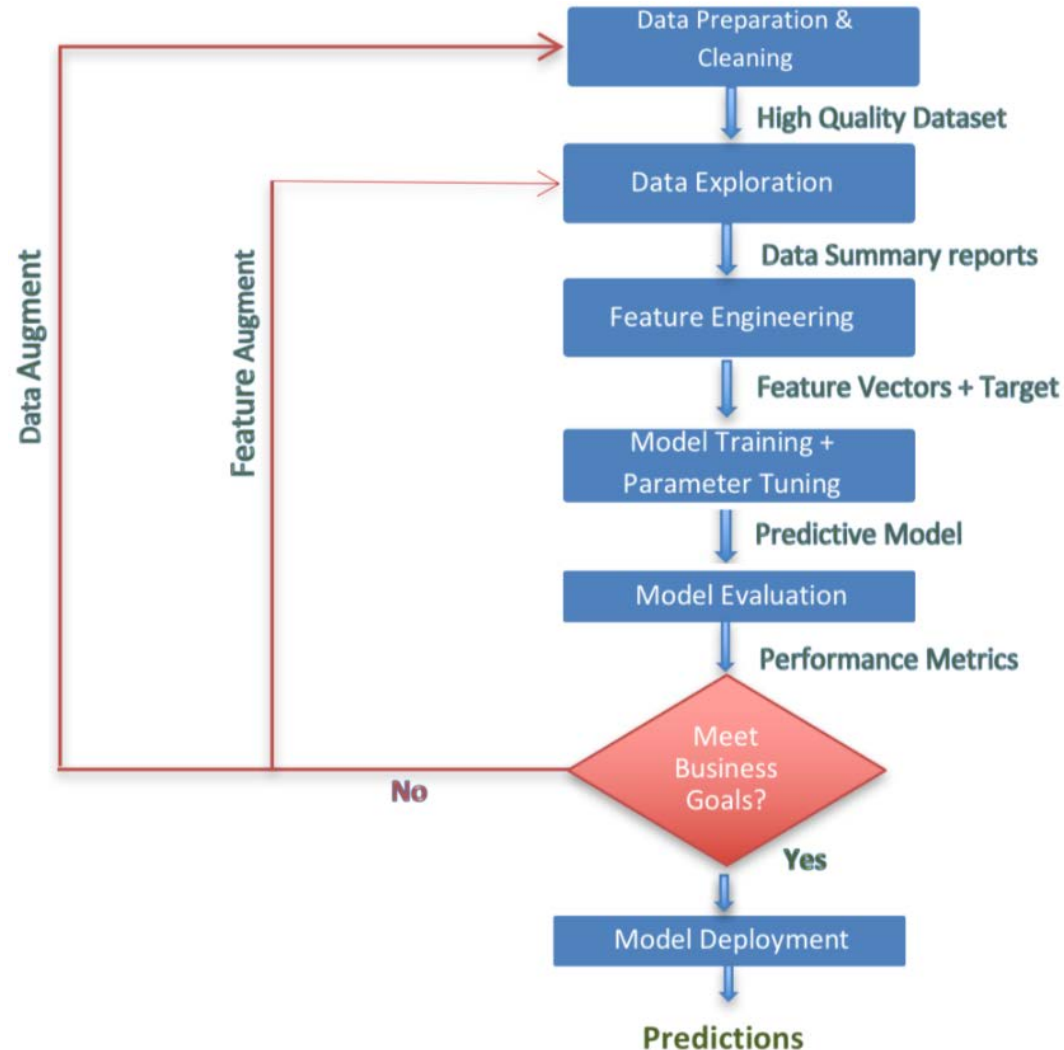 Data Preparation &
Cleaning
High Quality Dataset
Data Exploration
Data Summary reports
Feature Engineering
Feature Vectors + Target
Model Training +
Parameter Tuning
Predictive Model
Model Evaluation
Performance Metrics
Meet
Business
Goals?
No
Yes
Data Augment
Feature Augment
Model Deployment
Predictions